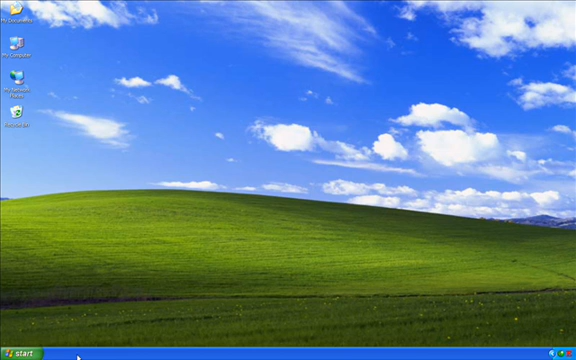 My Documents
My Computer
My Network
Places
Recycle Bin
start